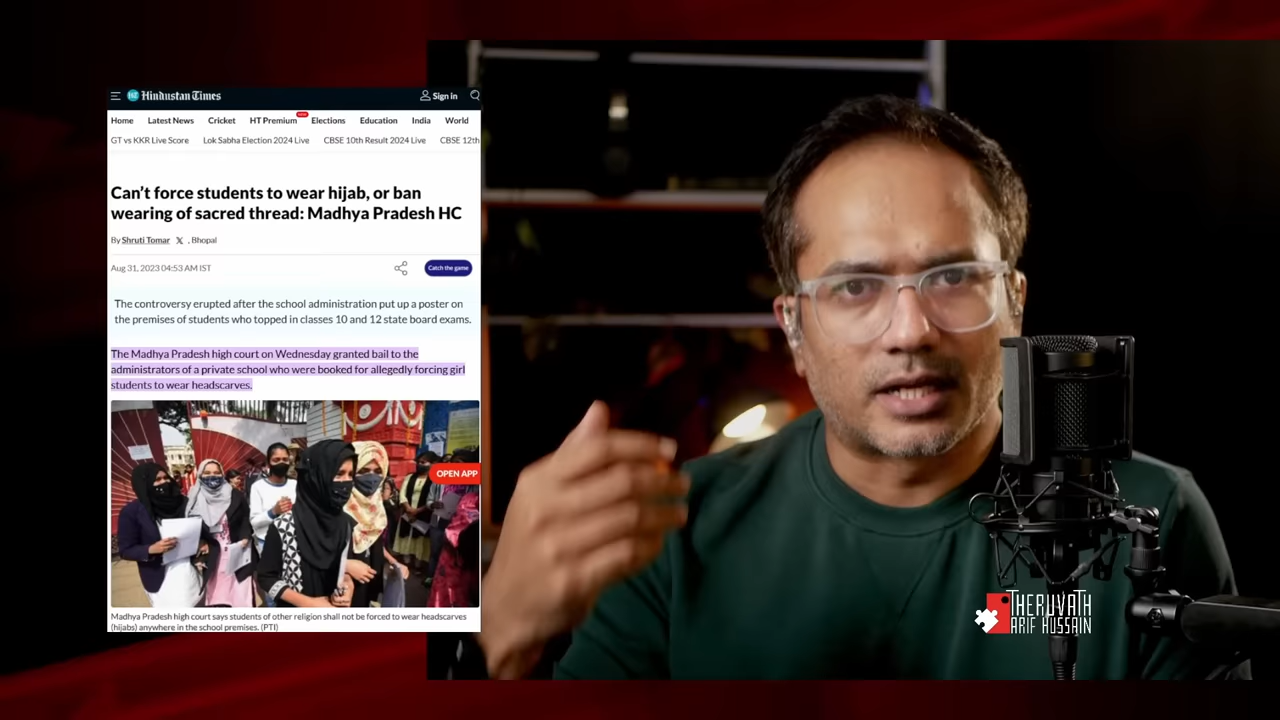 Hindustan Times
Sign in
Home Latest News Cricket HT Premium NEW Elections Education India World
GT vs KKR Live Score Lok Sabha Election 2024 Live CBSE 10th Result 2024 Live CBSE 12th
Can't force students to wear hijab, or ban
wearing of sacred thread: Madhya Pradesh HC
By Shruti Tomar X , Bhopal
Aug 31, 2023 04:53 AM IST
Catch the game
The controversy erupted after the school administration put up a poster on
the premises of students who topped in classes 10 and 12 state board exams.
The Madhya Pradesh high court on Wednesday granted bail to the
administrators of a private school who were booked for allegedly forcing girl
students to wear headscarves.
OPEN APP
Madhya Pradesh high court says students of other religion shall not be forced to wear headscarves
(hijabs) anywhere in the school premises. (PTI)
THERUVATH
ARIF HUSSAIN